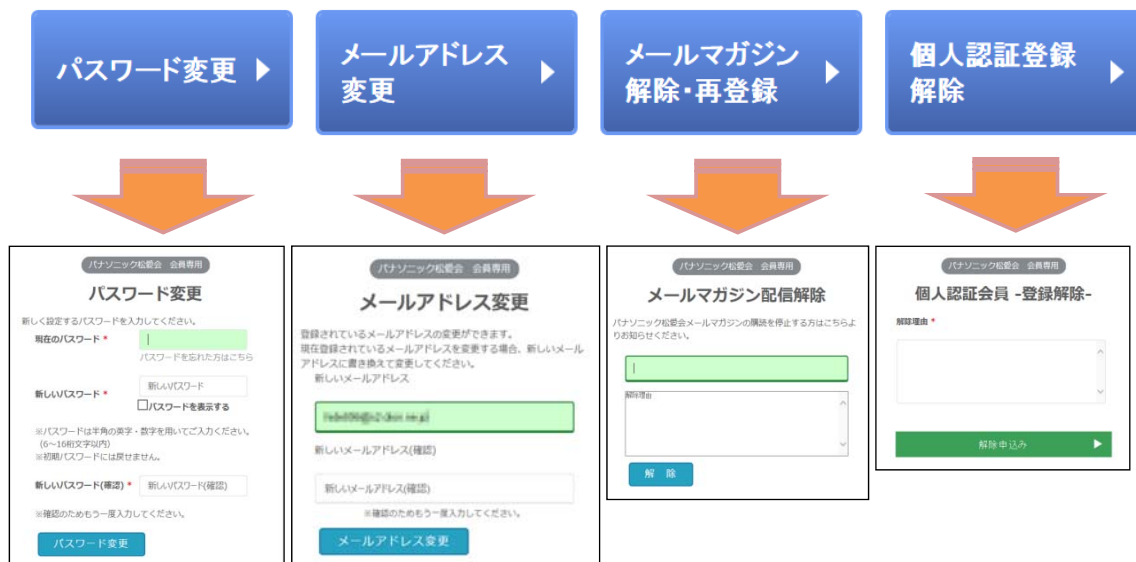 パスワード変更
メールアドレス
変更
メールマガジン
解除・再登録
個人認証登録
解除
パナソニック松愛会 会員専用
パスワード変更
新しく設定するパスワードを入力してください。
現在のパスワード *
パスワードを忘れた方はこちら
新しいパスワード *
新しいパスワード
パスワードを表示する
※パスワードは半角の英字・数字を用いてご入力ください。
(6～16桁文字以内)
※初期パスワードには戻せません。
新しいパスワード(確認) *
新しいパスワード(確認)
※確認のためもう一度入力してください。
パスワード変更
パナソニック松愛会 会員専用
メールアドレス変更
登録されているメールアドレスの変更ができます。
現在登録されているメールアドレスを変更する場合、新しいメール
アドレスに書き換えて変更してください。
新しいメールアドレス
新しいメールアドレス(確認)
新しいメールアドレス(確認)
※確認のためもう一度入力してください。
メールアドレス変更
パナソニック松愛会 会員専用
メールマガジン配信解除
パナソニック松愛会メールマガジンの購読を停止する方はこちらよ
りお知らせください。
解除理由
解 除
パナソニック松愛会 会員専用
個人認証会員 -登録解除-
解除理由 *
解除申込み